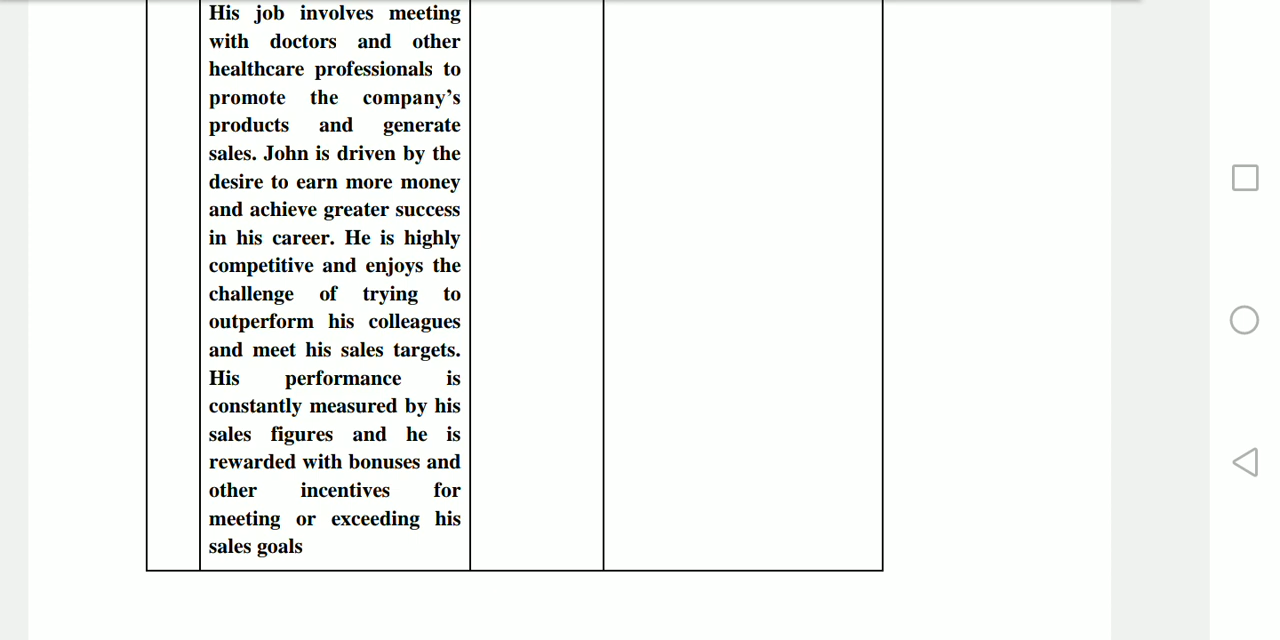 His job involves meeting
with doctors and other
healthcare professionals to
promote the company’s
products and generate
sales. John is driven by the
desire to earn more money
and achieve greater success
in his career. He is highly
competitive and enjoys the
challenge of trying to
outperform his colleagues
and meet his sales targets.
His performance is
constantly measured by his
sales figures and he is
rewarded with bonuses and
other incentives for
meeting or exceeding his
sales goals